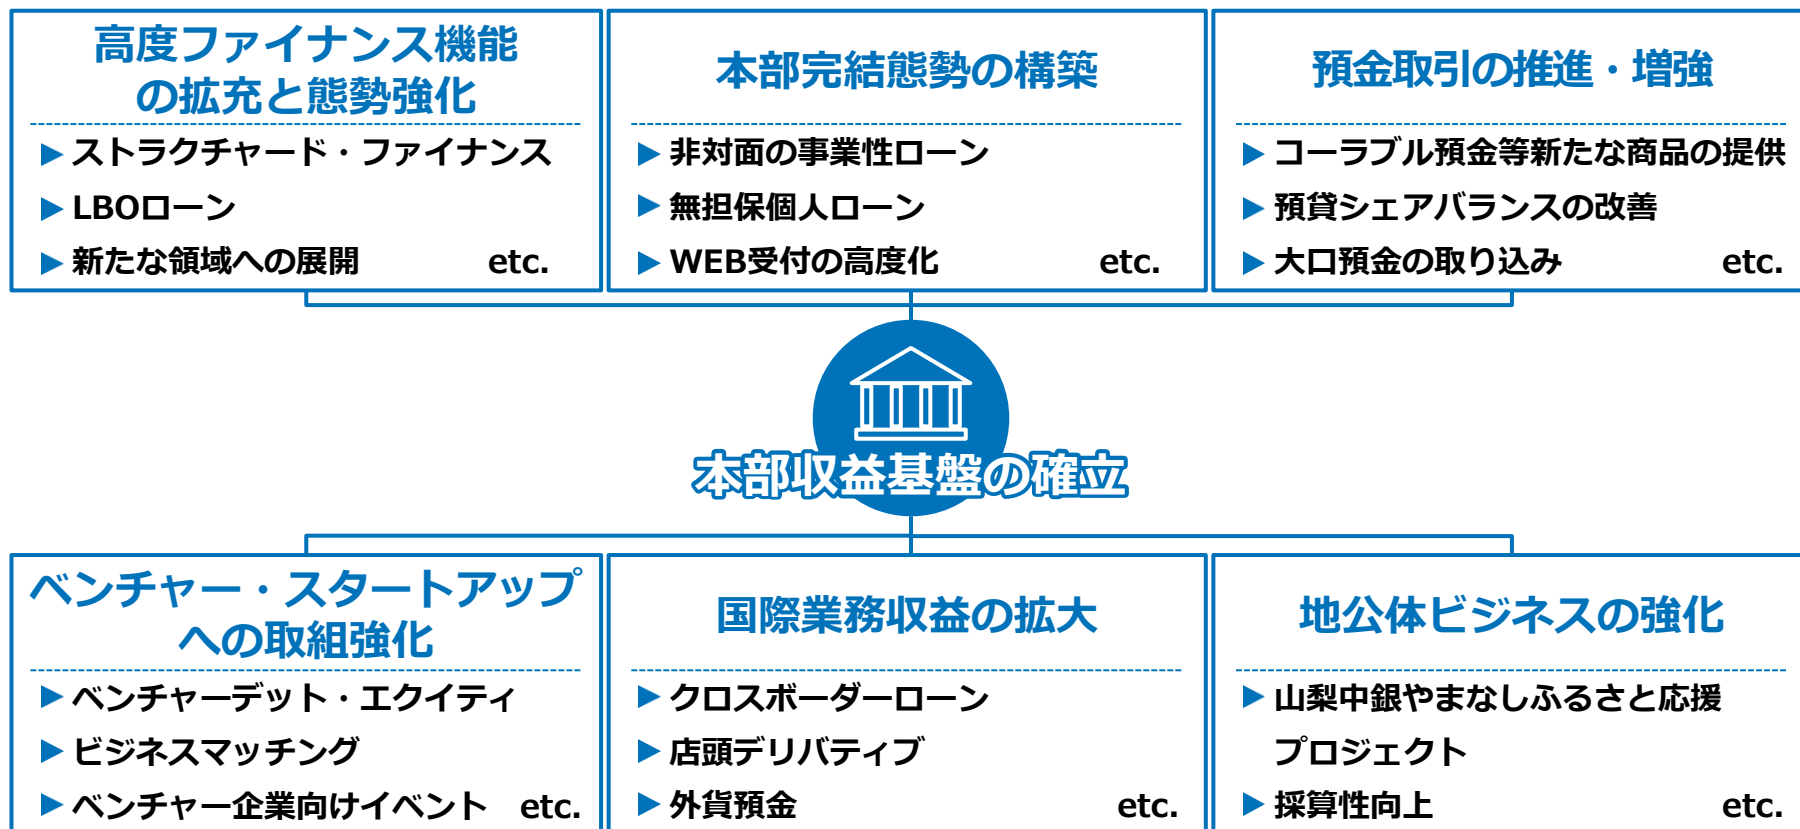 高度ファイナンス機能
の拡充と態勢強化
▶ストラクチャード・ファイナンス
▶LBOローン
▶新たな領域への展開 etc.
本部完結態勢の構築
▶非対面の事業性ローン
▶無担保個人ローン
▶WEB受付の高度化 etc.
預金取引の推進・増強
▶コーラブル預金等新たな商品の提供
▶預貸シェアバランスの改善
▶大口預金の取り込み etc.
本部収益基盤の確立
ベンチャー・スタートアップ
への取組強化
▶ベンチャーデット・エクイティ
▶ビジネスマッチング
▶ベンチャー企業向けイベント etc.
国際業務収益の拡大
▶クロスボーダーローン
▶店頭デリバティブ
▶外貨預金 etc.
地公体ビジネスの強化
▶山梨中銀やまなしふるさと応援
プロジェクト
▶採算性向上 etc.